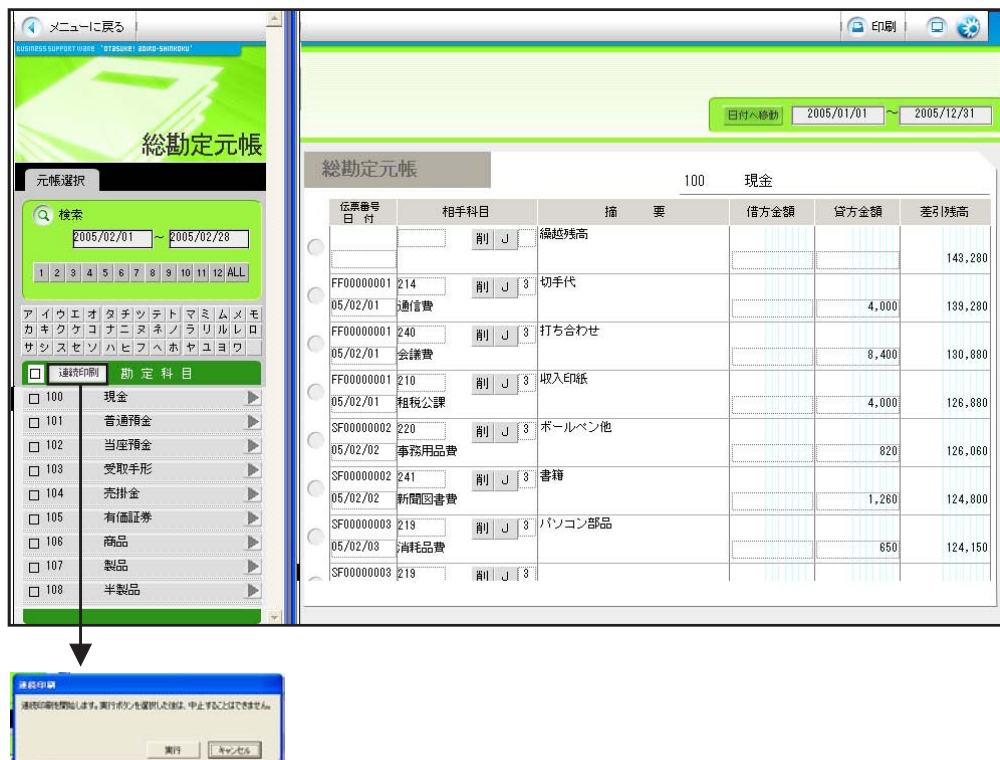 メニューに戻る
BUSINESS SUPPORT WARE "OTASUKE! AOIRO-SHINKOKU"
総勘定元帳
元帳選択
検索
2005/02/01 ~ 2005/02/28
1 2 3 4 5 6 7 8 9 10 11 12 ALL
ア イ ウ エ オ タ チ ツ テ ト マ ミ ム メ モ
カ キ ク ケ コ ナ ニ ヌ ネ ノ ラ リ ル レ ロ
サ シ ス セ ソ ハ ヒ フ ヘ ホ ヤ ユ ヨ ワ
連続印刷 勘定科目
100 現金
101 普通預金
102 当座預金
103 受取手形
104 売掛金
105 有価証券
106 商品
107 製品
108 半製品
印刷
日付へ移動 2005/01/01 ~ 2005/12/31
総勘定元帳
100 現金
伝票番号 日付 相手科目 摘要 借方金額 貸方金額 差引残高
削 J 繰越残高
143,280
FF00000001 214 削 J 3 切手代
05/02/01 通信費 4,000 139,280
FF00000001 240 削 J 3 打ち合わせ
05/02/01 会議費 8,400 130,880
FF00000001 210 削 J 3 収入印紙
05/02/01 租税公課 4,000 126,880
SF00000002 220 削 J 3 ボールペン他
05/02/02 事務用品費 820 126,060
SF00000002 241 削 J 3 書籍
05/02/02 新聞図書費 1,260 124,800
SF00000003 219 削 J 3 パソコン部品
05/02/03 消耗品費 650 124,150
SF00000003 219 削 J 3
連続印刷
連続印刷を開始します。実行ボタンを選択した後は、中止することはできません。
実行 キャンセル